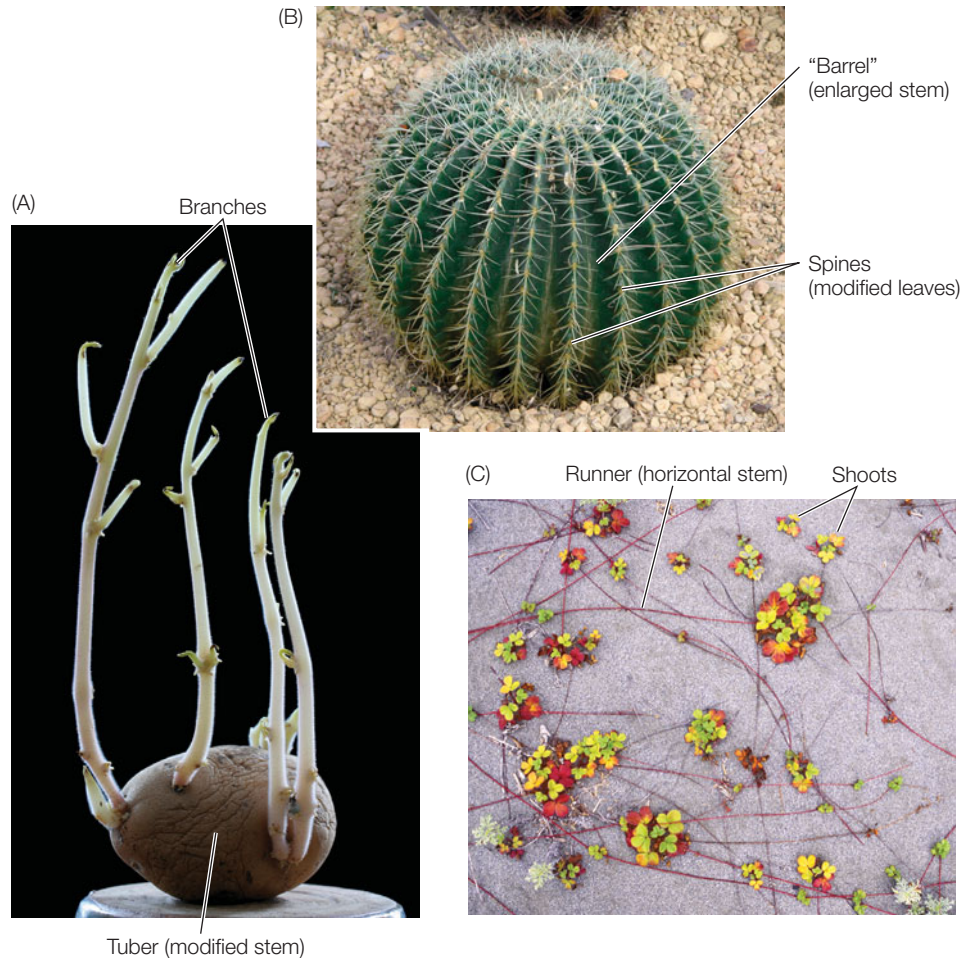 (A)
Branches
Tuber (modified stem)
(B)
“Barrel”
(enlarged stem)
Spines
(modified leaves)
(C)
Runner (horizontal stem)
Shoots